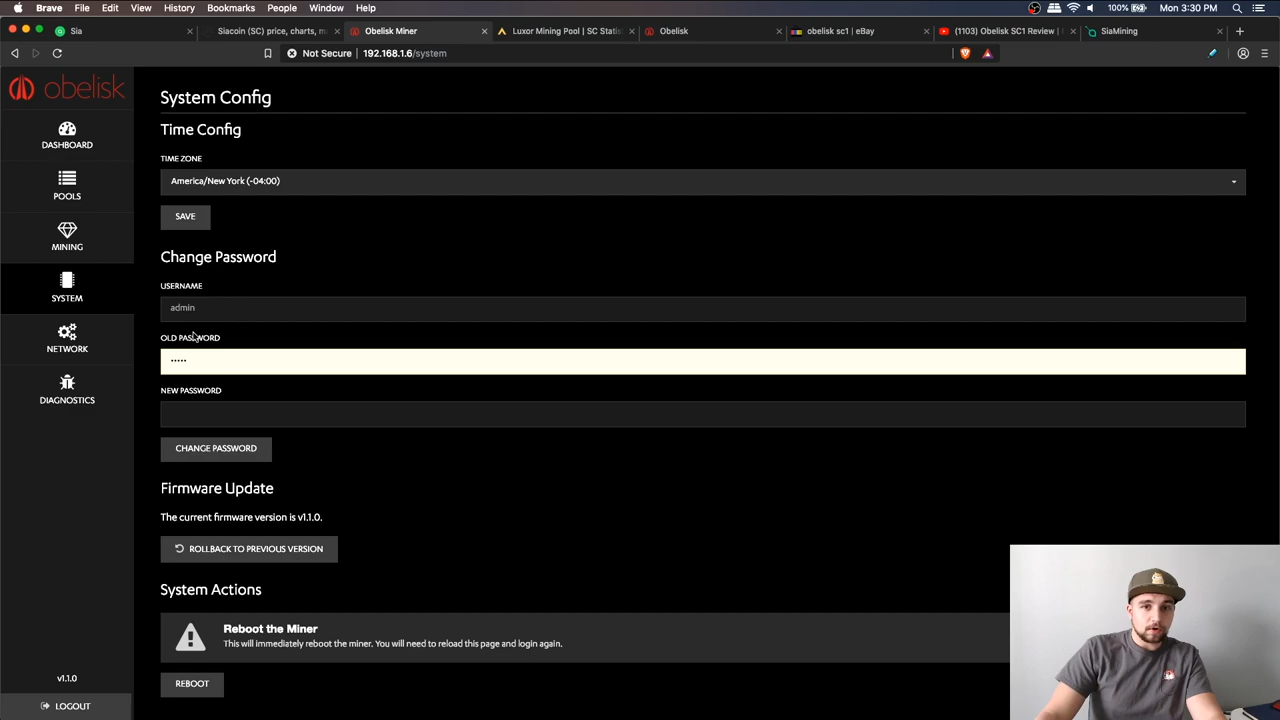 Brave File Edit View History Bookmarks People Window Help 100% Mon 3:30 PM
Sia × Siacoin (SC) price, charts, m × Obelisk Miner × Luxor Mining Pool | SC Statis × Obelisk × obelisk sc1 | eBay × (1103) Obelisk SC1 Review | × SiaMining × +
Not Secure | 192.168.1.6/system
obelisk
System Config
Time Config
DASHBOARD
TIME ZONE
America/New York (-04:00)
POOLS
SAVE
MINING
Change Password
USERNAME
SYSTEM
admin
OLD PASSWORD
NETWORK
•••••
NEW PASSWORD
DIAGNOSTICS
CHANGE PASSWORD
Firmware Update
The current firmware version is v1.1.0.
ROLLBACK TO PREVIOUS VERSION
System Actions
Reboot the Miner
This will immediately reboot the miner. You will need to reload this page and login again.
v1.1.0
REBOOT
LOGOUT